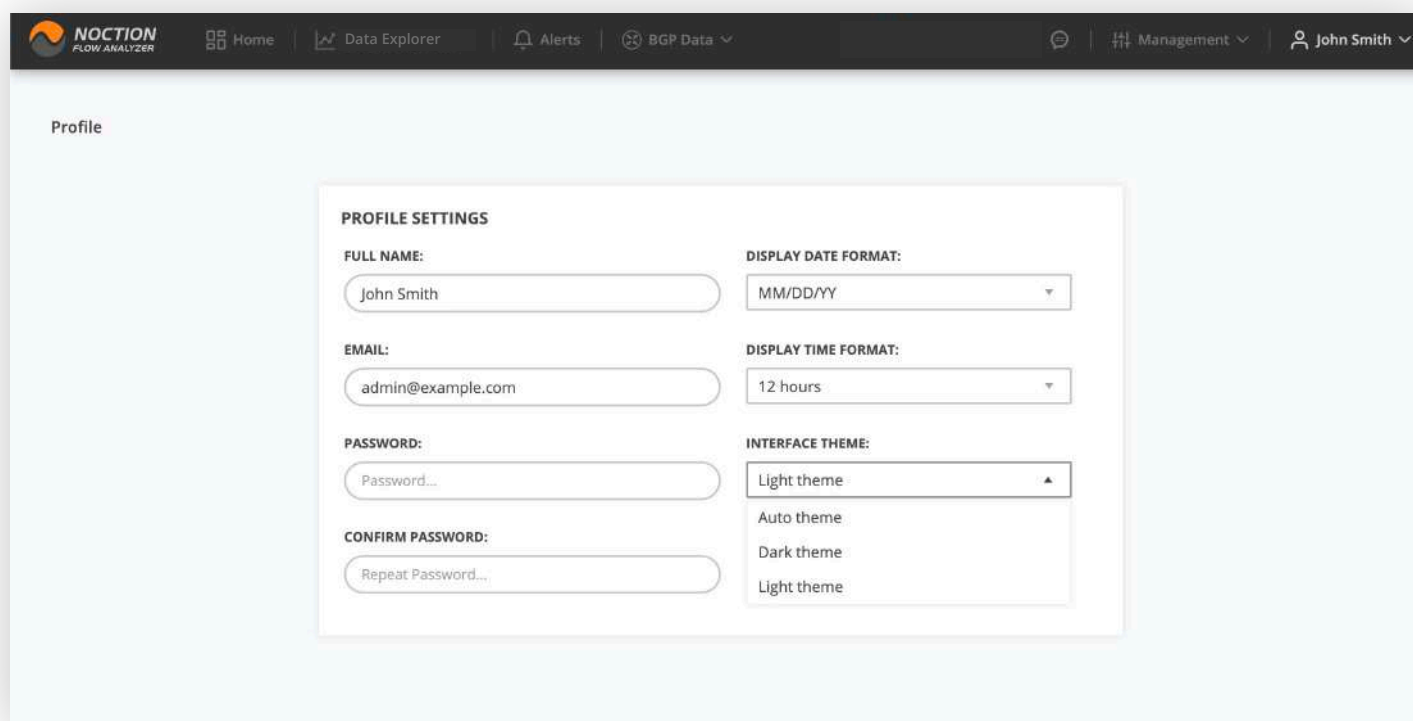 NOCTION
FLOW ANALYZER
Home
Data Explorer
Alerts
BGP Data
Management
John Smith
Profile
PROFILE SETTINGS
FULL NAME:
John Smith
EMAIL:
admin@example.com
PASSWORD:
Password...
CONFIRM PASSWORD:
Repeat Password...
DISPLAY DATE FORMAT:
MM/DD/YY
DISPLAY TIME FORMAT:
12 hours
INTERFACE THEME:
Light theme
Auto theme
Dark theme
Light theme